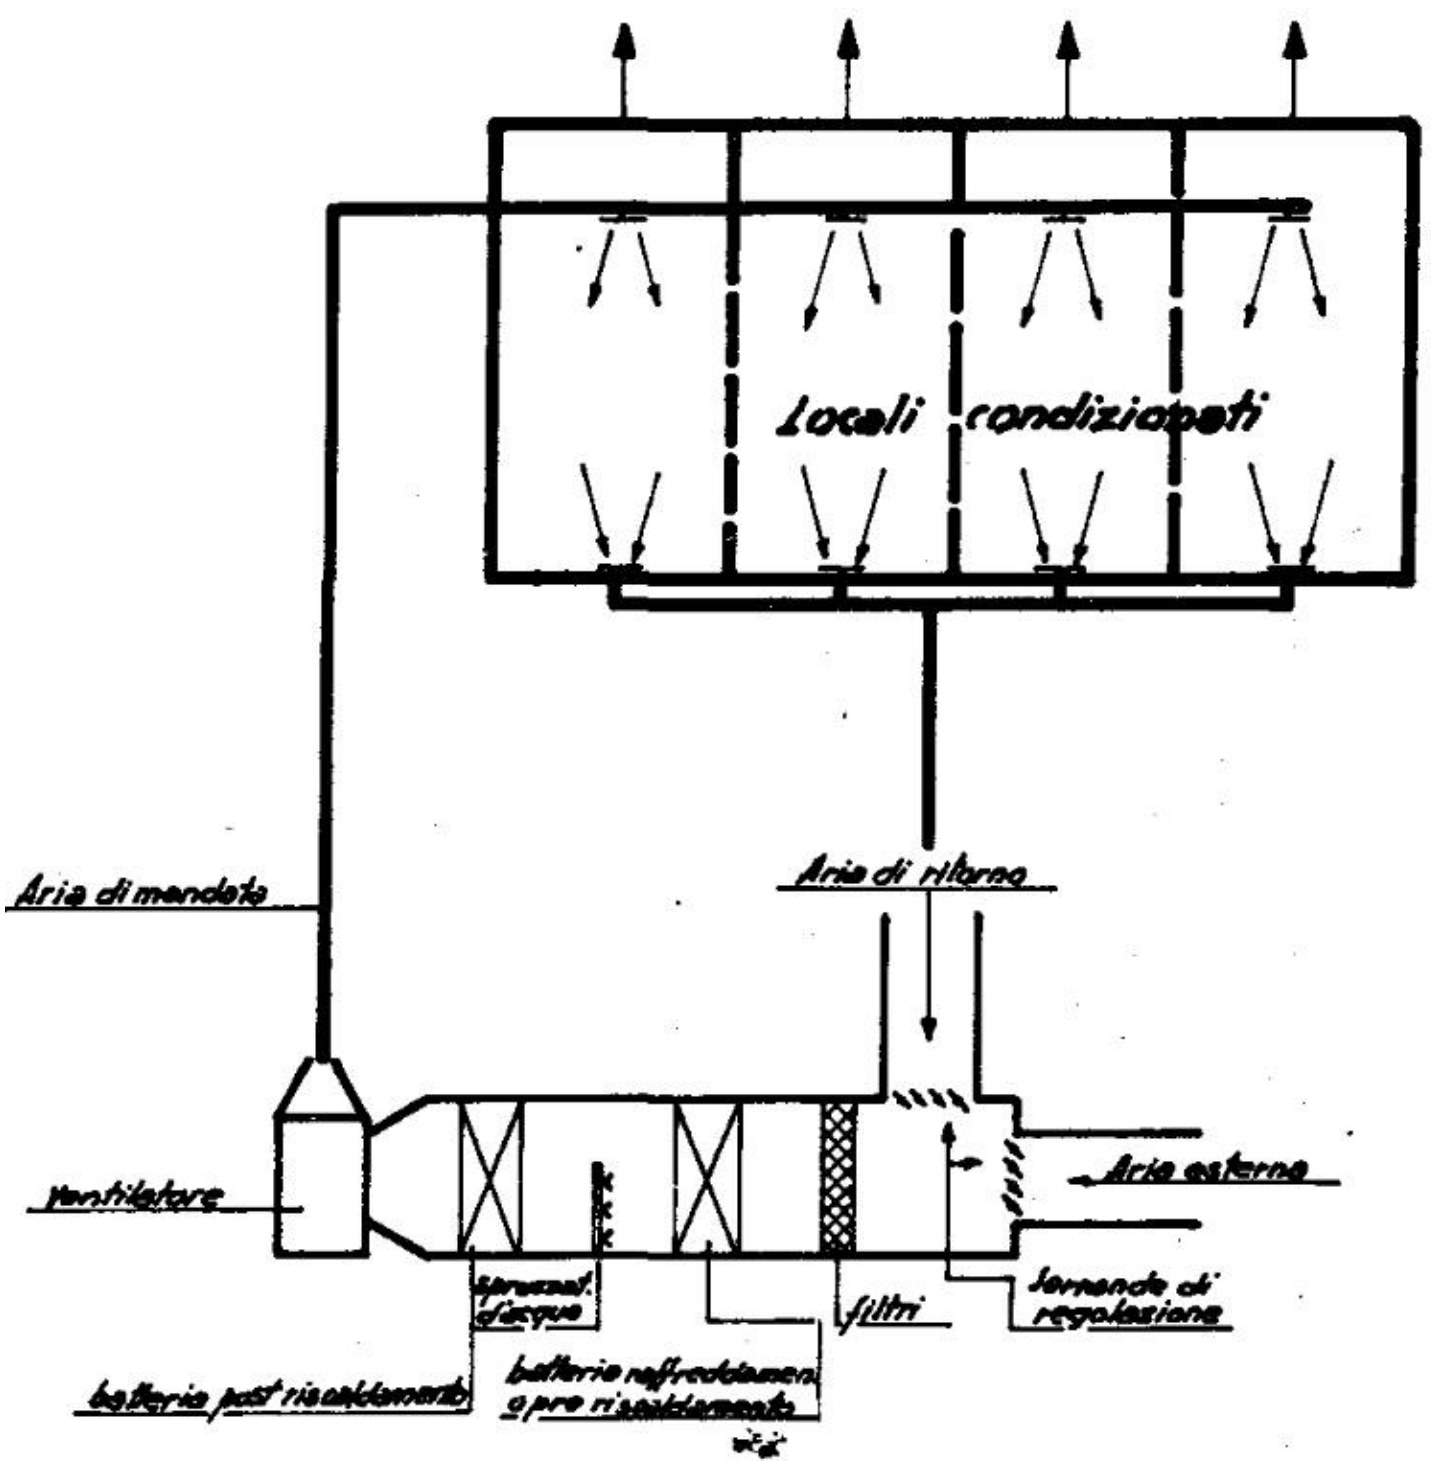 Locali condizionati
Aria di mandata
Aria di ritorno
Ventilatore
Aria esterna
spruzzat.
d'acqua
filtri
Serrande di
regolazione
batteria post riscaldamento
batteria raffreddamen
o pre riscaldamento